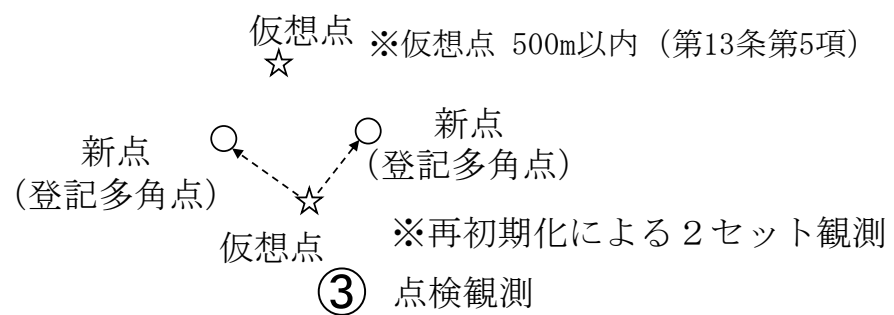 仮想点
※仮想点 500m以内 (第13条第5項)
新点
(登記多角点)
新点
(登記多角点)
仮想点
※再初期化による2セット観測
③ 点検観測